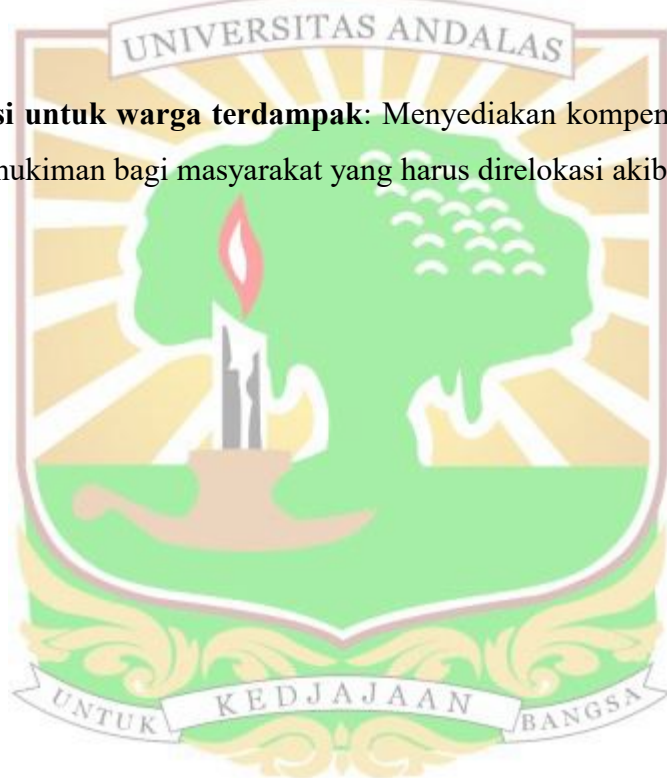 UNIVERSITAS ANDALAS
si untuk warga terdampak: Menyediakan kompen
nukiman bagi masyarakat yang harus direlokasi akib
UNTUK KEDJAJAAN BANGSA